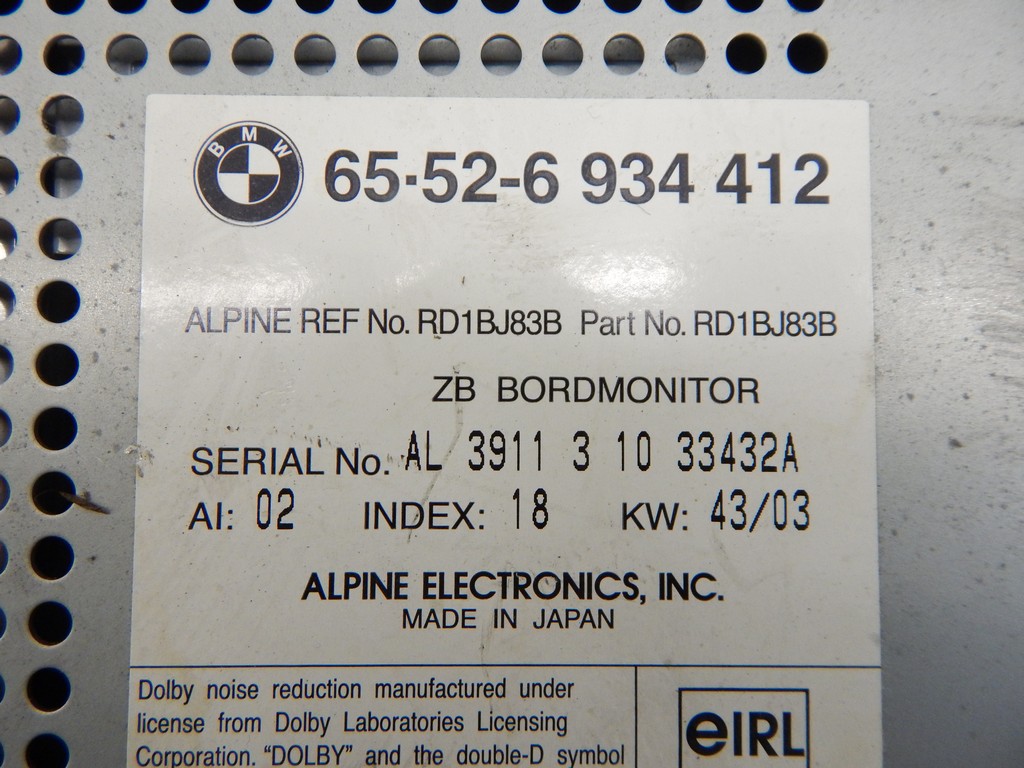 BMW 65·52-6 934 412
ALPINE REF No. RD1BJ83B Part No. RD1BJ83B
ZB BORDMONITOR
SERIAL No. AL 3911 3 10 33432A
AI: 02 INDEX: 18 KW: 43/03
ALPINE ELECTRONICS, INC.
MADE IN JAPAN
Dolby noise reduction manufactured under
license from Dolby Laboratories Licensing
Corporation. "DOLBY" and the double-D symbol
eIRL